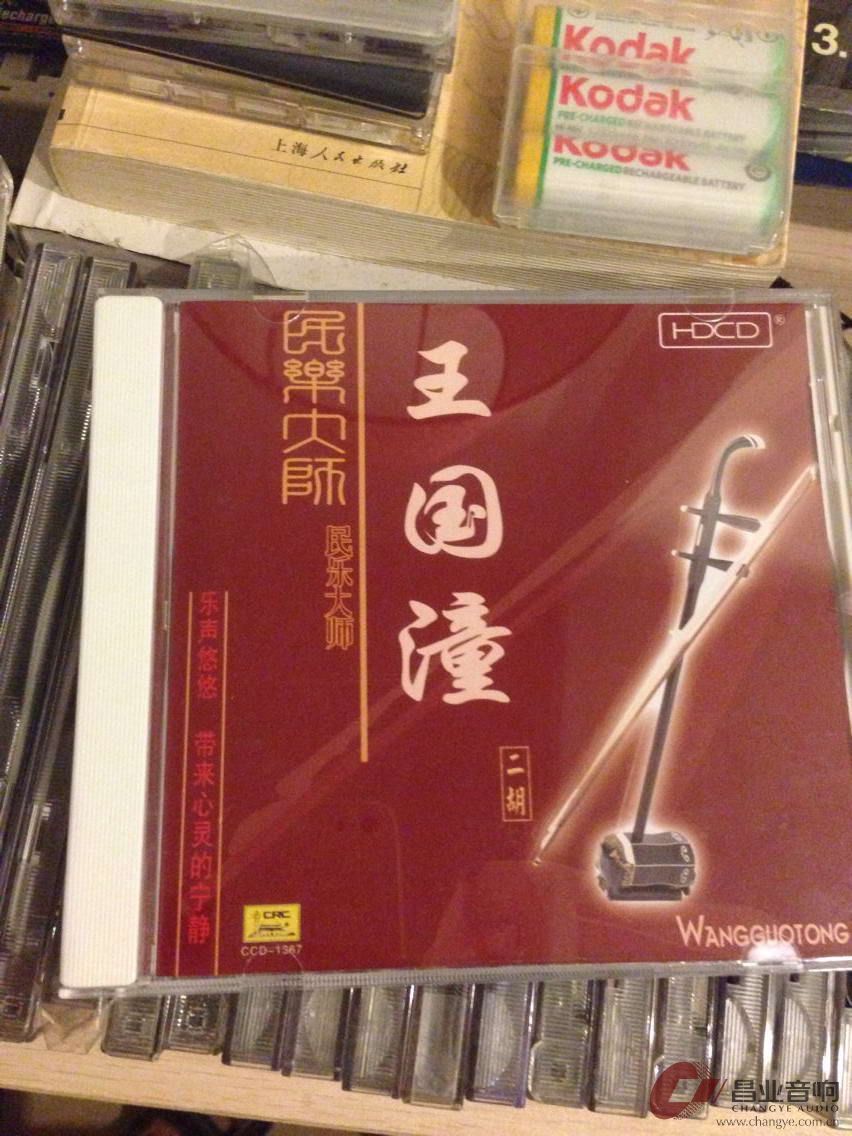 echarge
3.
Kodak
Kodak
PRE-CHARGED RECHARGEABLE BATTERY
Kodak
PRE-CHARGED RECHARGEABLE BATTERY
上海人民出版社
HDCD®
民樂大師
民乐大师
王国潼
二胡
乐声悠悠 带来心灵的宁静
CRC
CCD-1367
WANGGUOTONG
昌业音响
CHANGYE AUDIO
www.changye.com.cn